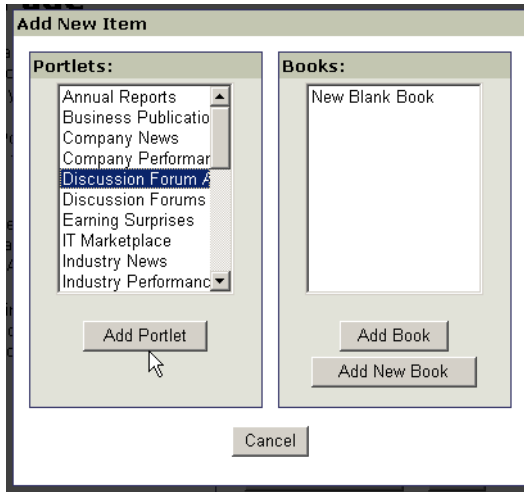 Add New Item
Portlets:
Annual Reports
Business Publicatio
Company News
Company Performar
Discussion Forum A
Discussion Forums
Earning Surprises
IT Marketplace
Industry News
Industry Performanc
Add Portlet
Books:
New Blank Book
Add Book
Add New Book
Cancel